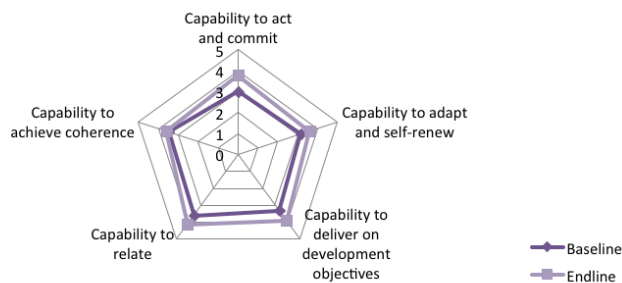 Capability to act
and commit
5
4
3
2
1
0
Capability to adapt
and self-renew
Capability to
deliver on
development
objectives
Capability to
relate
Capability to
achieve coherence
Baseline
Endline